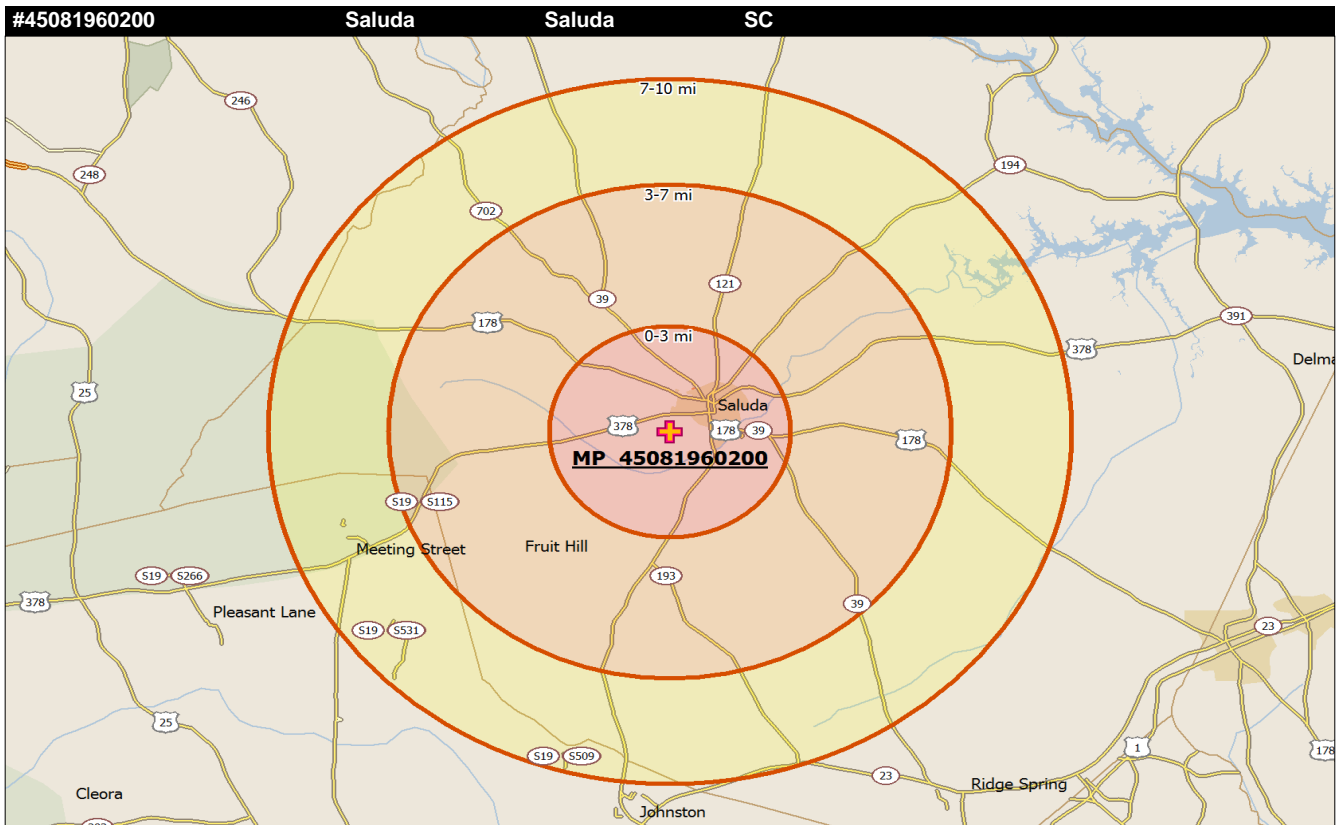 #45081960200 Saluda Saluda SC
7-10 mi
246
194
248
3-7 mi
702
121
39
391
178
0-3 mi
378
Delma
25
Saluda
378
178
39
178
MP 45081960200
S19 S115
Meeting Street
Fruit Hill
S19 S266
193
378
39
Pleasant Lane
23
S19 S531
25
1
178
S19 S509
23
Ridge Spring
Cleora
Johnston